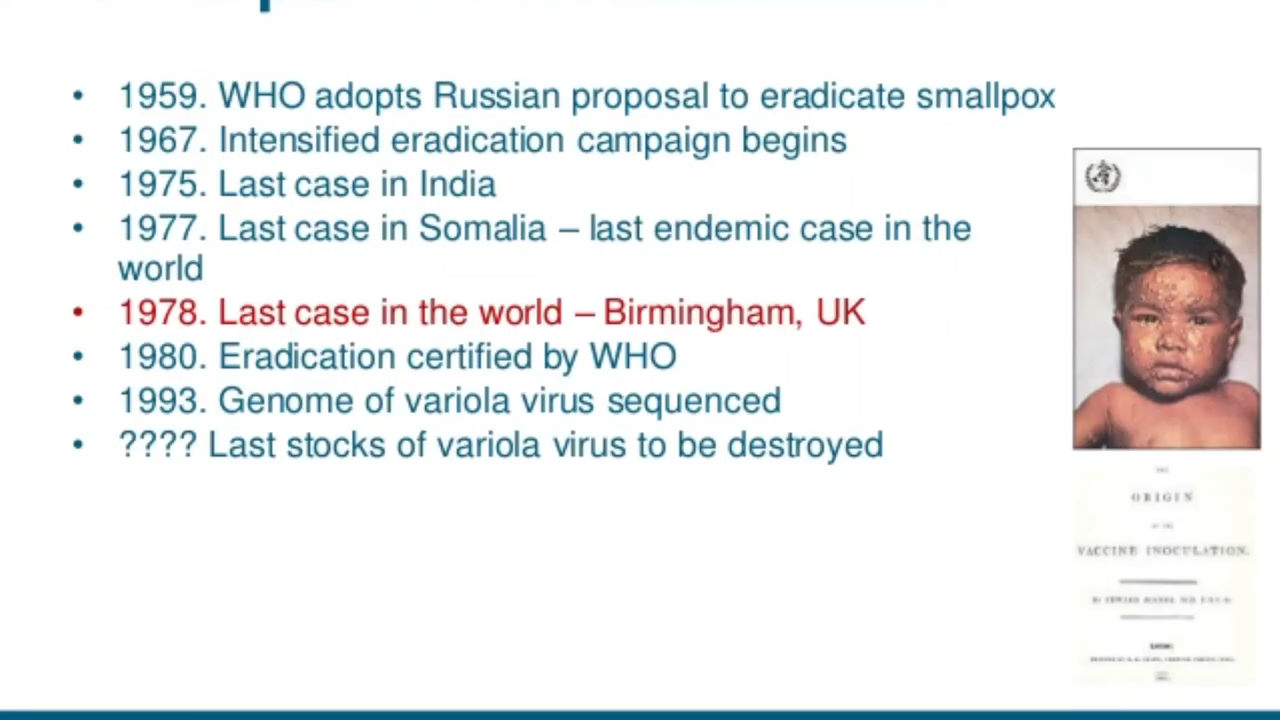 • 1959. WHO adopts Russian proposal to eradicate smallpox
• 1967. Intensified eradication campaign begins
• 1975. Last case in India
• 1977. Last case in Somalia – last endemic case in the
world
• 1978. Last case in the world – Birmingham, UK
• 1980. Eradication certified by WHO
• 1993. Genome of variola virus sequenced
• ???? Last stocks of variola virus to be destroyed
ORIGIN
VACCINE INOCULATION.